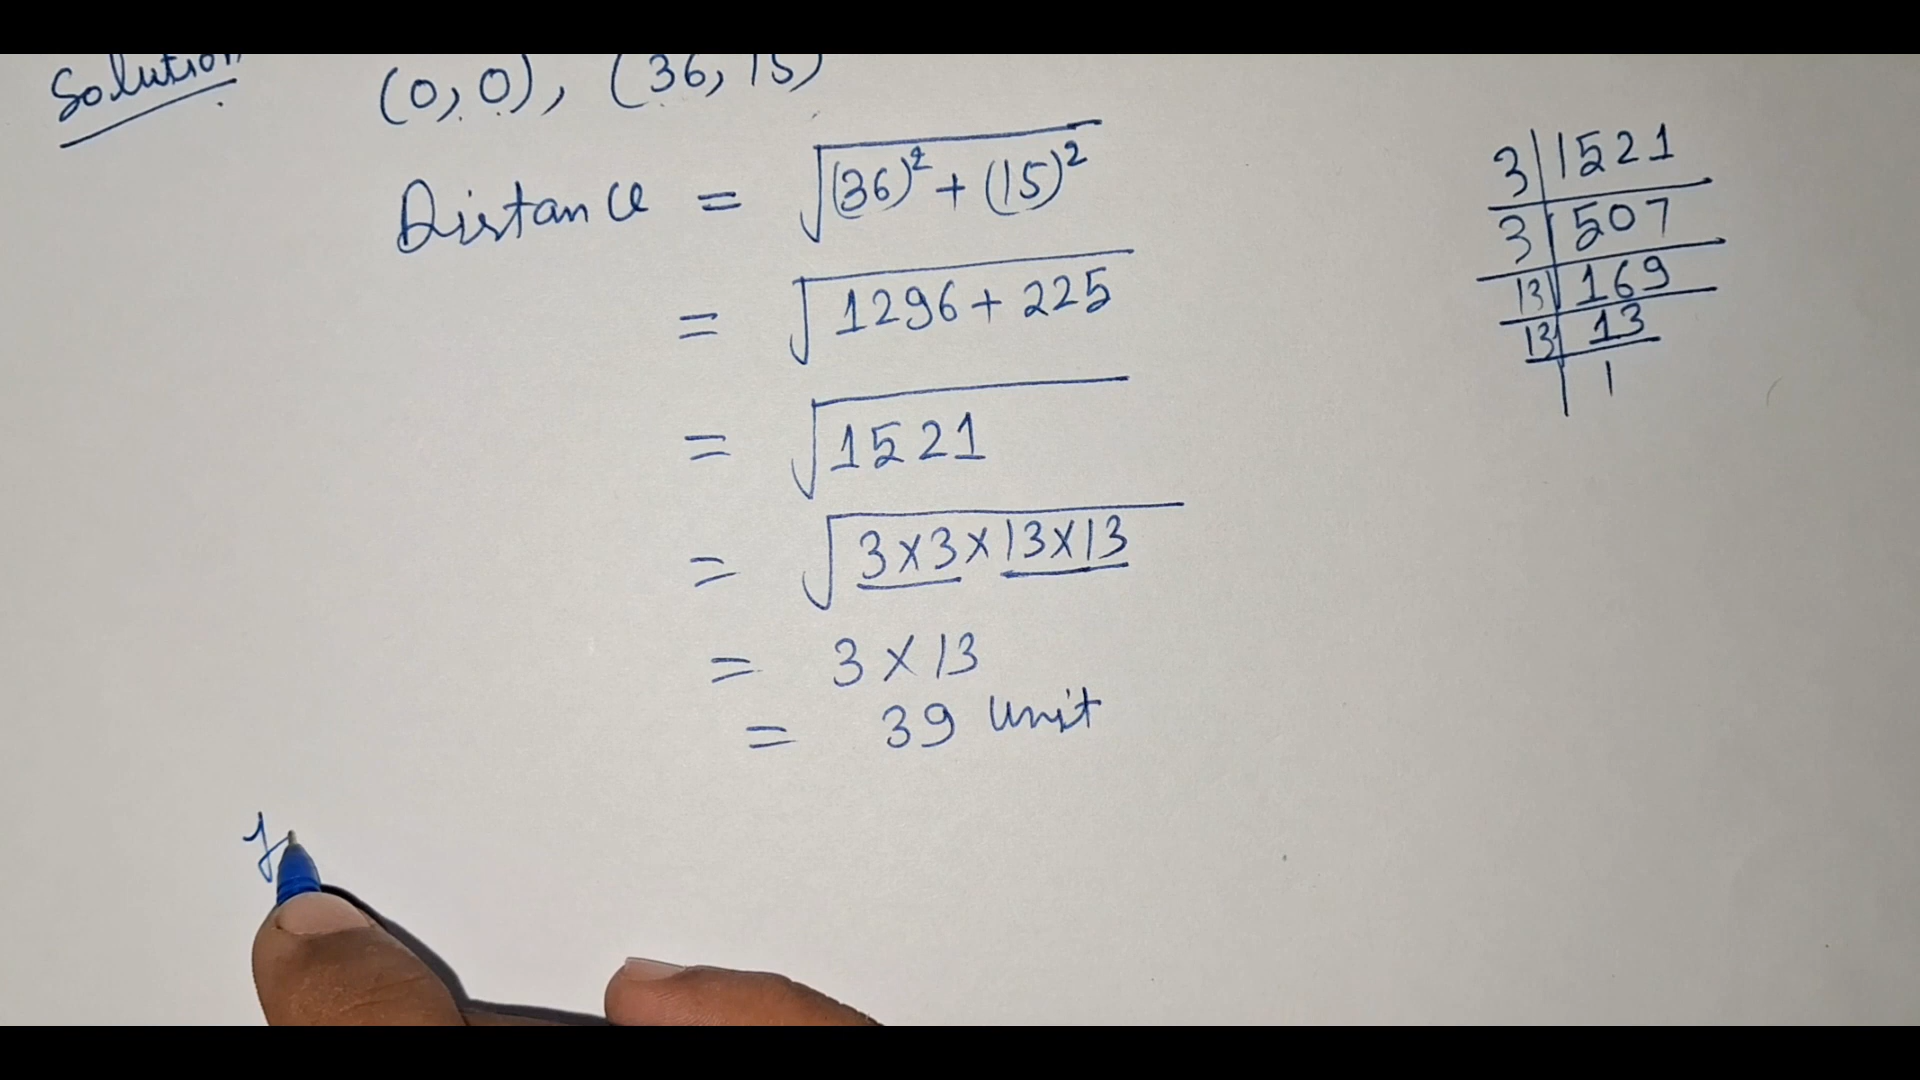 Solution
(0,0), (36,15)
Distance = √(36)² + (15)²
= √1296 + 225
= √1521
= √3×3×13×13
= 3×13
= 39 Unit
3|1521
3|507
13|169
13|13
|1